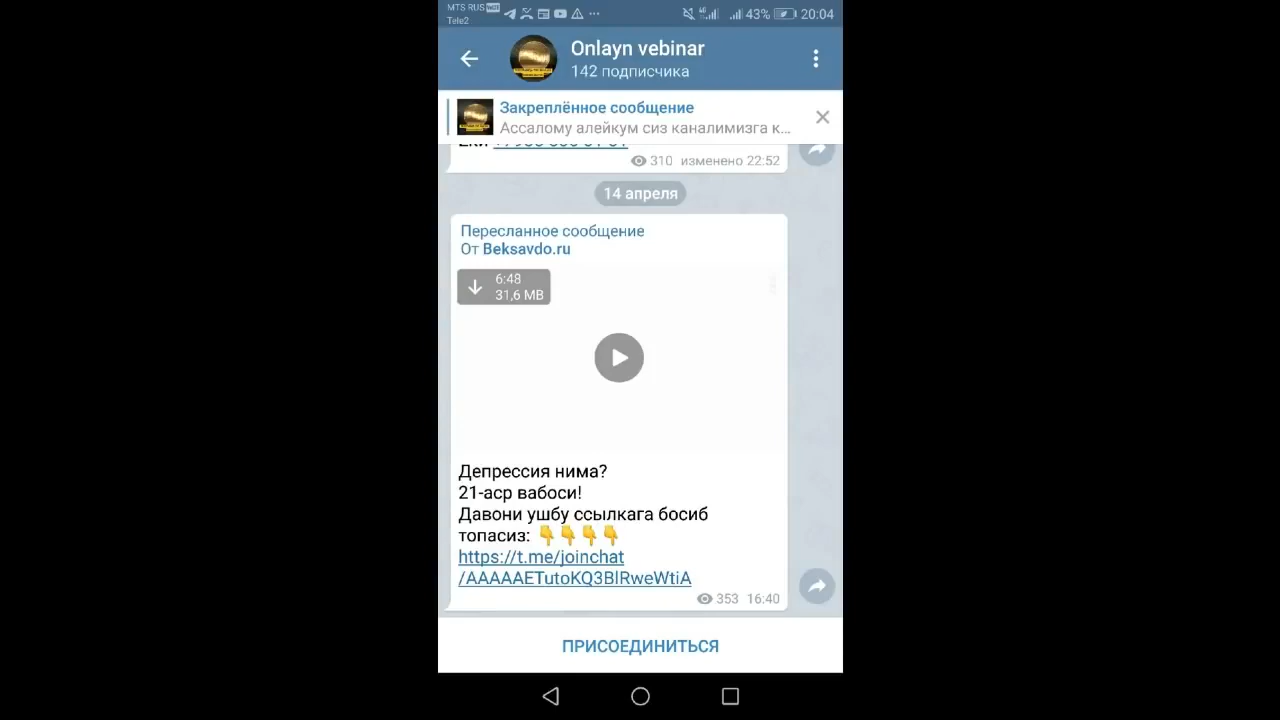 MTS RUS
Tele2
43% 20:04
Onlayn vebinar
142 подписчика
Закреплённое сообщение
Ассалому алейкум сиз каналимизга к...
310 изменено 22:52
14 апреля
Пересланное сообщение
От Beksavdo.ru
6:48
31,6 MB
Депрессия нима?
21-аср вабоси!
Давони ушбу ссылкага босиб
топасиз: 👇👇👇👇
https://t.me/joinchat
/AAAAAETutoKQ3BlRweWtiA
353 16:40
ПРИСОЕДИНИТЬСЯ